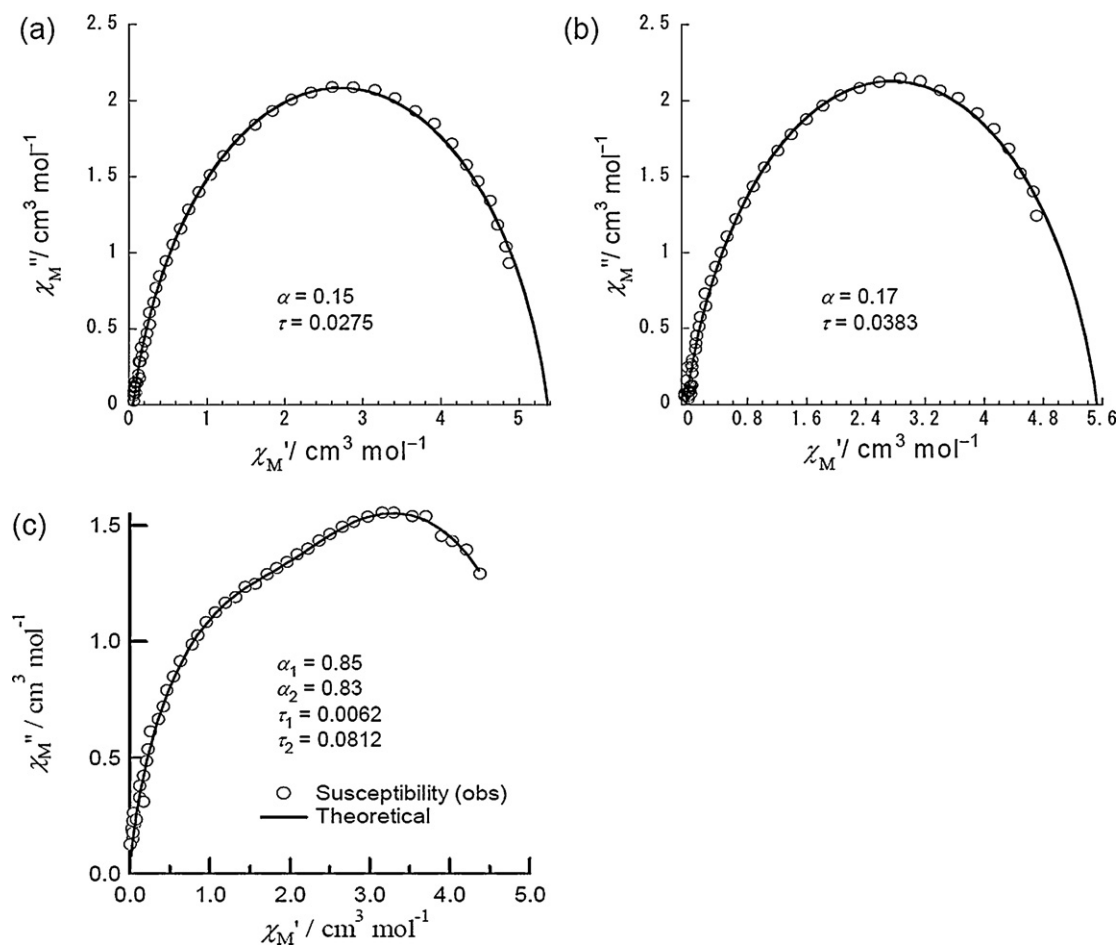 (a)
2.5
2
1.5
1
0.5
0
χM″/ cm³ mol⁻¹
α = 0.15
τ = 0.0275
0 1 2 3 4 5
χM′/ cm³ mol⁻¹
(b)
2.5
2
1.5
1
0.5
0
χM″/ cm³ mol⁻¹
α = 0.17
τ = 0.0383
0 0.8 1.6 2.4 3.2 4 4.8 5.6
χM′/ cm³ mol⁻¹
(c)
1.5
1.0
0.5
0.0
χM″ / cm³ mol⁻¹
α₁ = 0.85
α₂ = 0.83
τ₁ = 0.0062
τ₂ = 0.0812
Susceptibility (obs)
Theoretical
0.0 1.0 2.0 3.0 4.0 5.0
χM′ / cm³ mol⁻¹